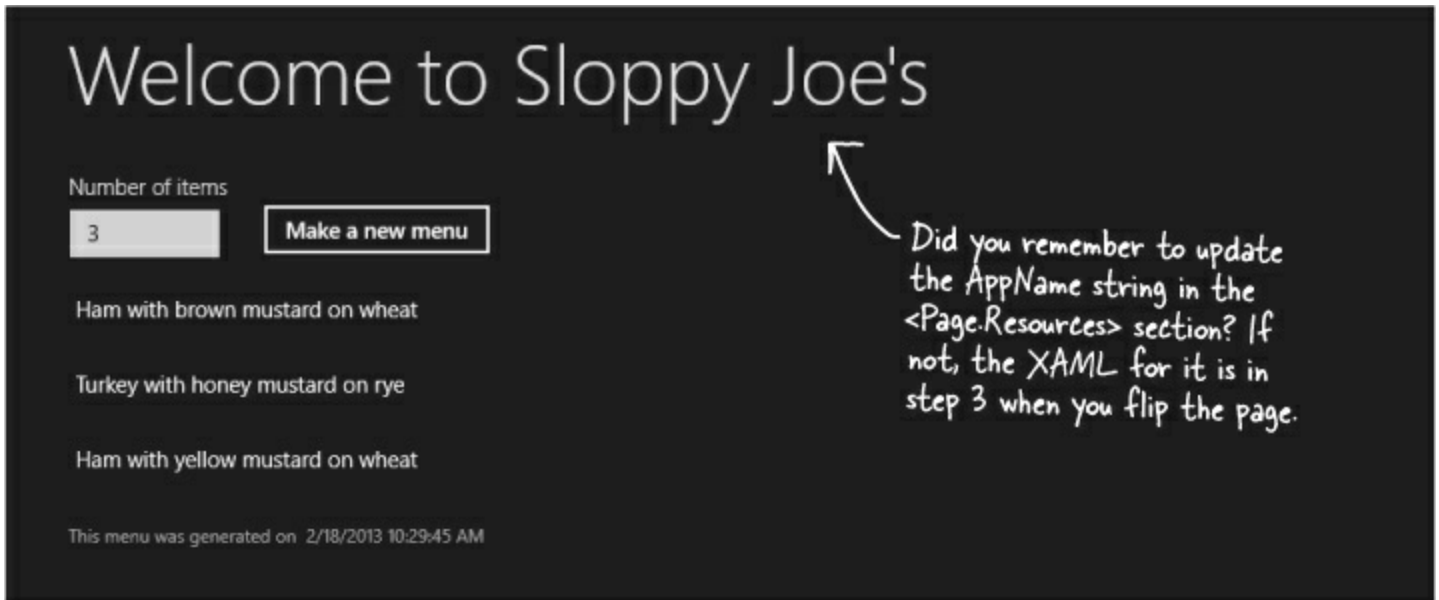 Welcome to Sloppy Joe's
Number of items
3
Make a new menu
Ham with brown mustard on wheat
Turkey with honey mustard on rye
Ham with yellow mustard on wheat
This menu was generated on 2/18/2013 10:29:45 AM
Did you remember to update
the AppName string in the
<Page.Resources> section? If
not, the XAML for it is in
step 3 when you flip the page.